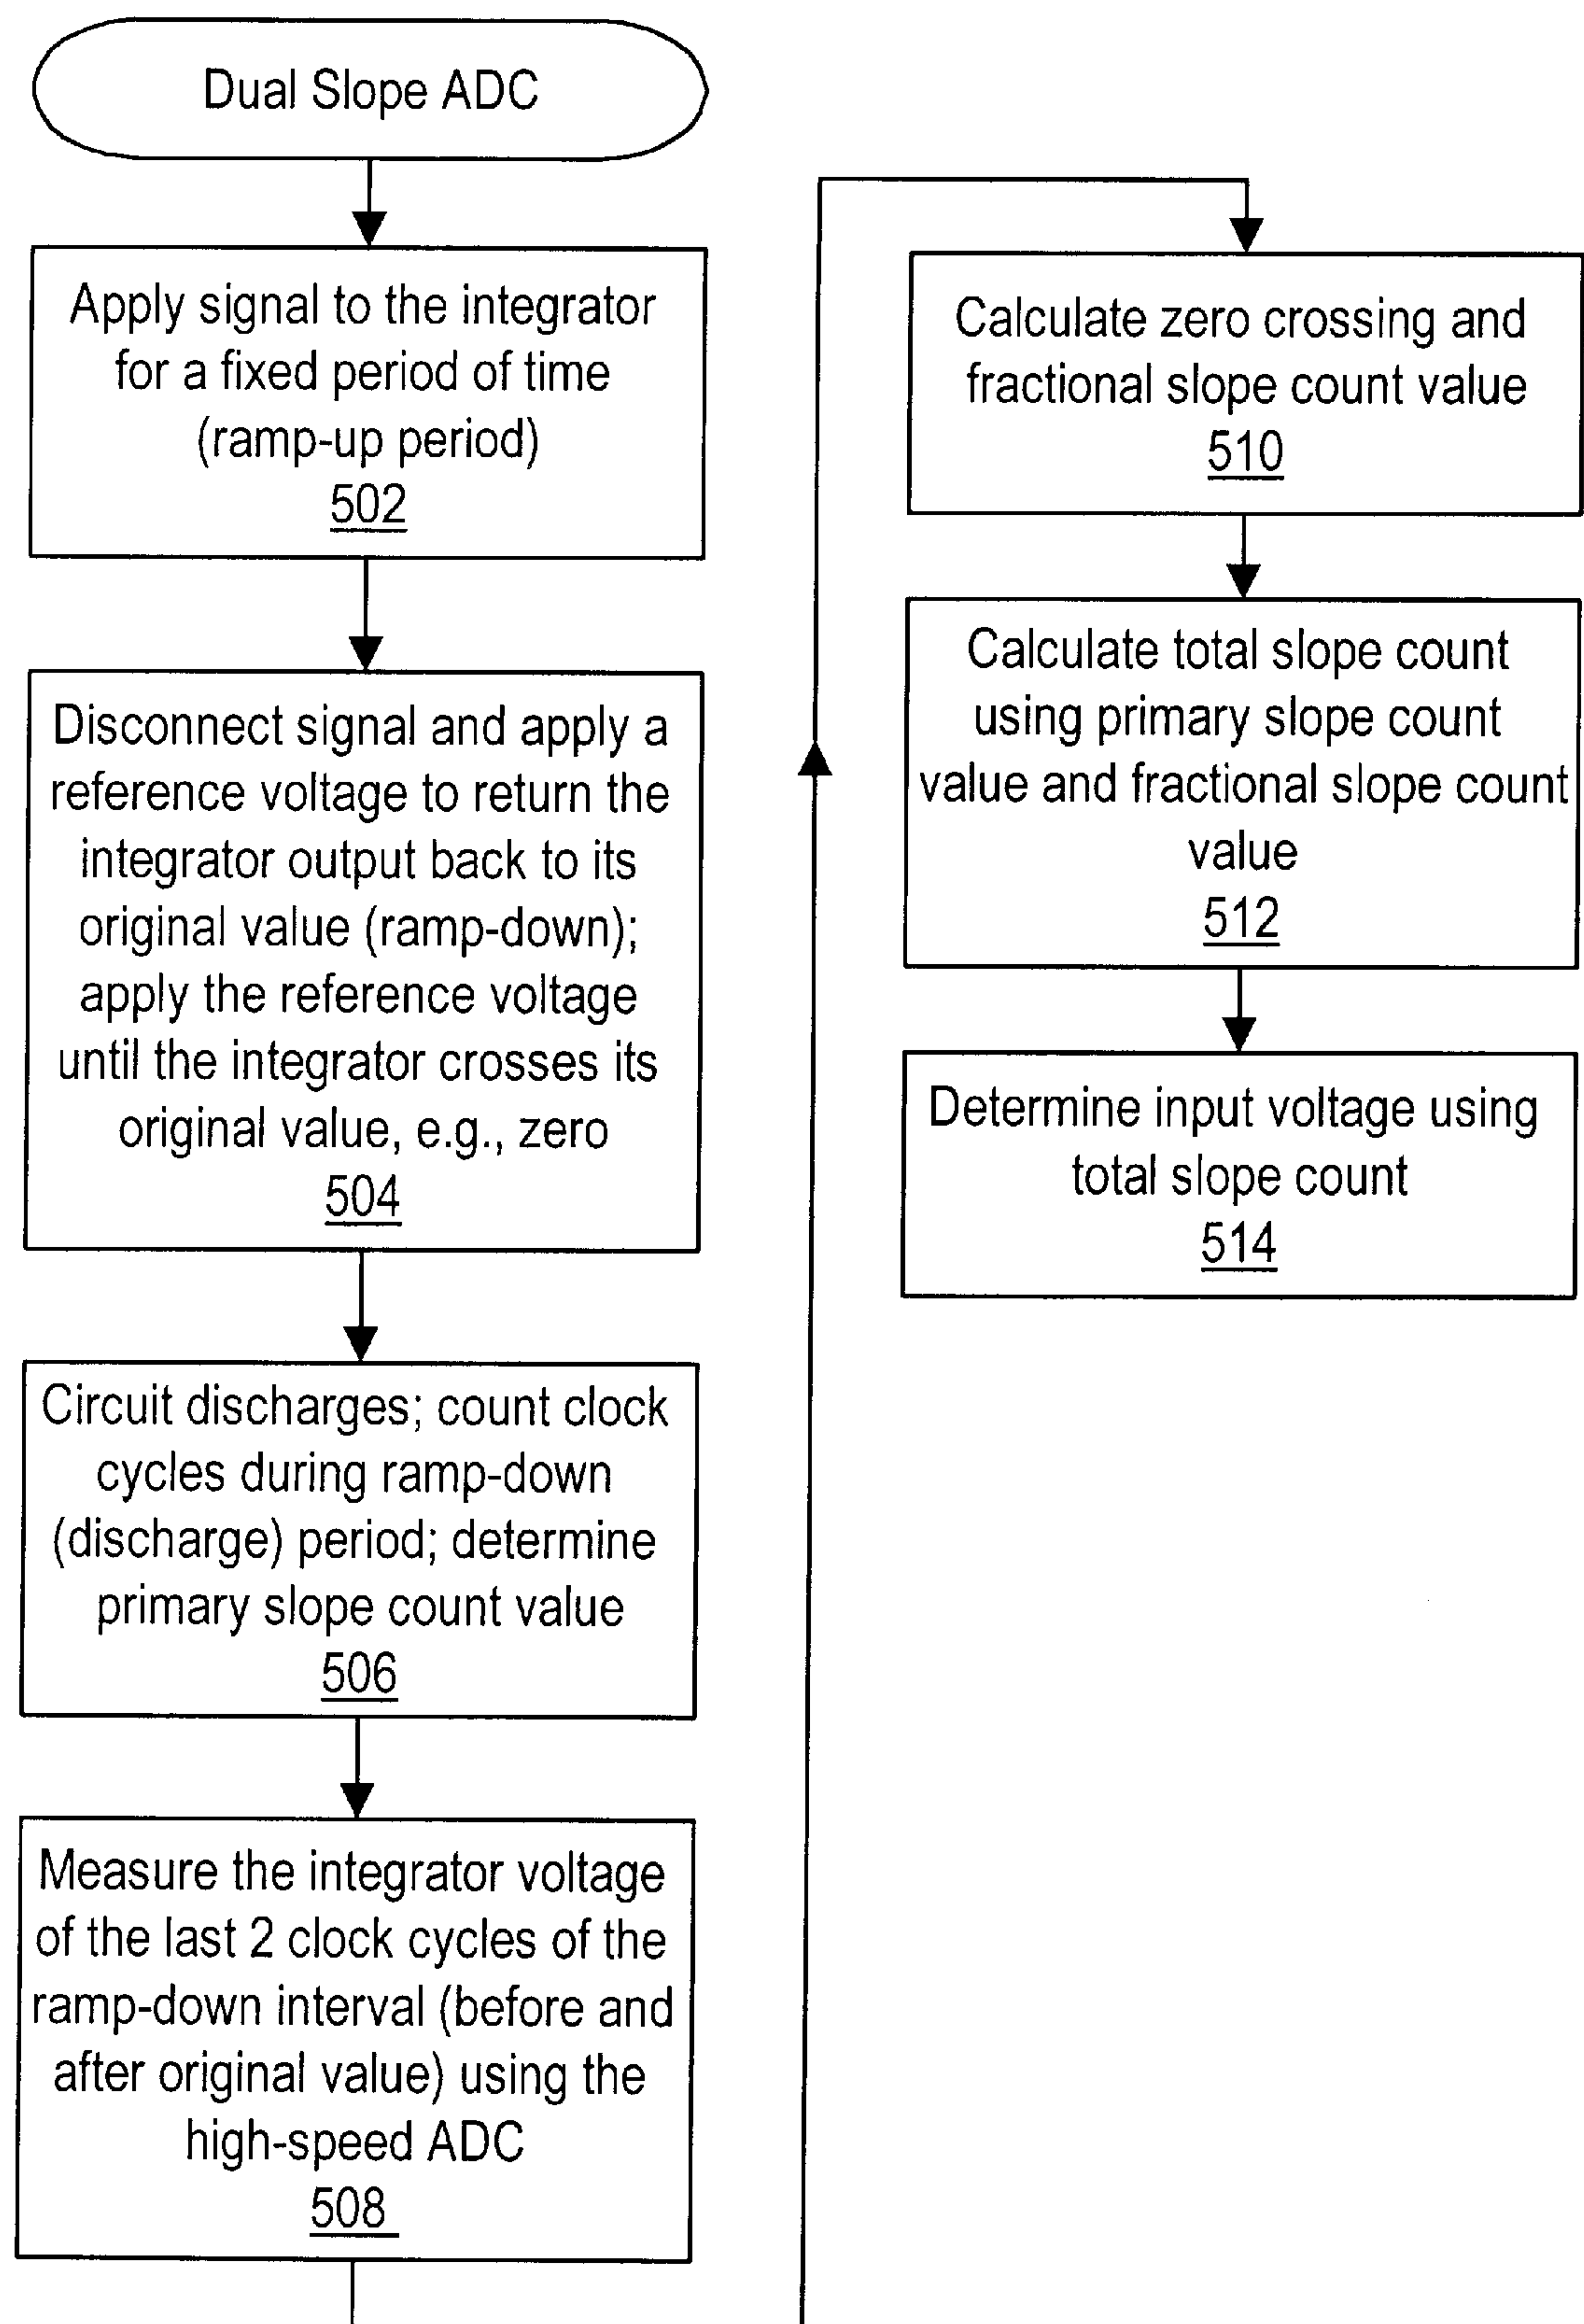 Dual Slope ADC
Apply signal to the integrator
for a fixed period of time
(ramp-up period)
502
Disconnect signal and apply a
reference voltage to return the
integrator output back to its
original value (ramp-down);
apply the reference voltage
until the integrator crosses its
original value, e.g., zero
504
Circuit discharges; count clock
cycles during ramp-down
(discharge) period; determine
primary slope count value
506
Measure the integrator voltage
of the last 2 clock cycles of the
ramp-down interval (before and
after original value) using the
high-speed ADC
508
Calculate zero crossing and
fractional slope count value
510
Calculate total slope count
using primary slope count
value and fractional slope count
value
512
Determine input voltage using
total slope count
514